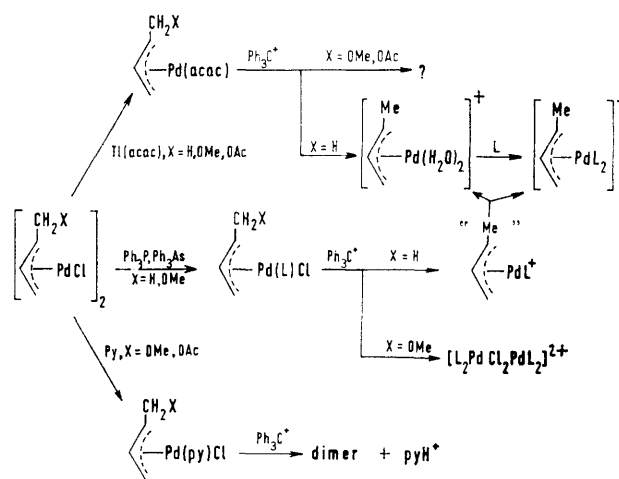 CH₂X
Pd(acac)
Ph₃C⁺
X = OMe, OAc
?
Tl(acac), X = H, OMe, OAc
X = H
Me
Pd(H₂O)₂
+
L
Me
PdL₂
+
CH₂X
PdCl
2
Ph₃P, Ph₃As
X = H, OMe
CH₂X
Pd(L)Cl
Ph₃C⁺
X = H
" Me "
PdL⁺
X = OMe
[L₂Pd Cl₂PdL₂]²⁺
Py, X = OMe, OAc
CH₂X
Pd(py)Cl
Ph₃C⁺
dimer + pyH⁺